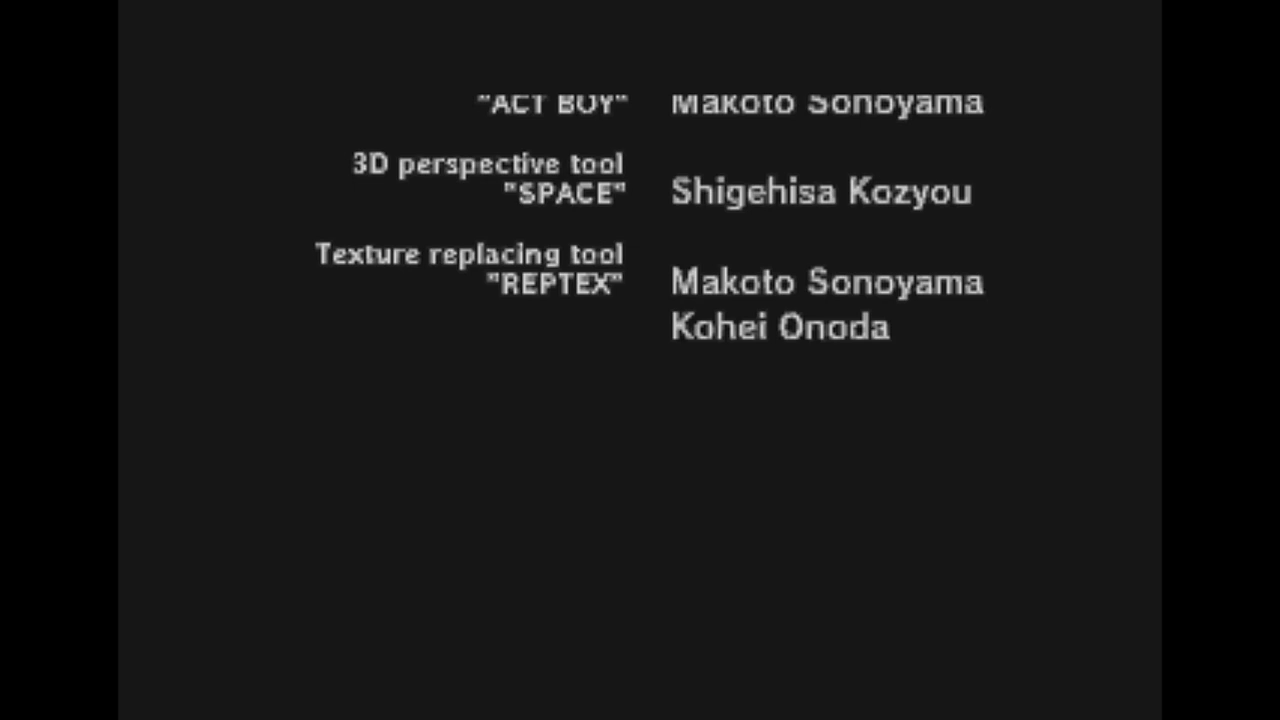 "ACT BOY" Makoto Sonoyama
3D perspective tool
"SPACE" Shigehisa Kozyou
Texture replacing tool
"REPTEX" Makoto Sonoyama
Kohei Onoda